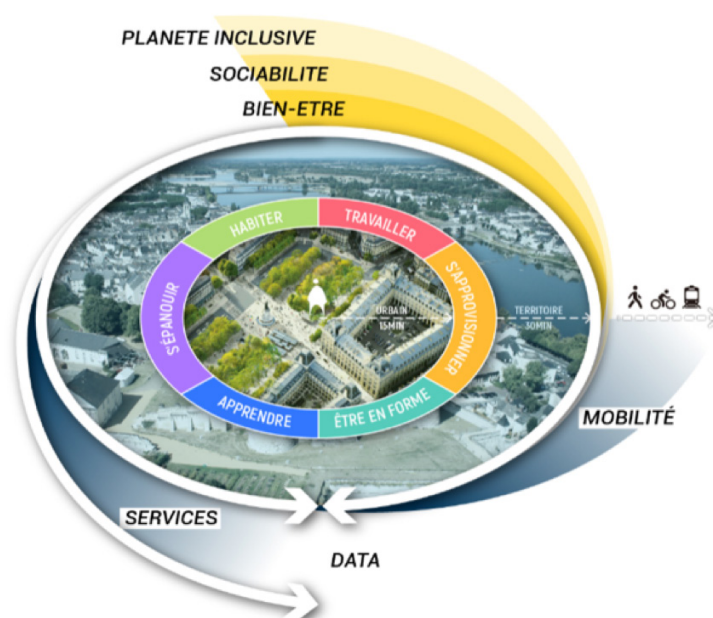 PLANETE INCLUSIVE
SOCIABILITE
BIEN-ETRE
HABITER
TRAVAILLER
S'ÉPANOUIR
S'APPROVISIONNER
URBAIN
15MIN
TERRITOIRE
30MIN
APPRENDRE
ÊTRE EN FORME
MOBILITÉ
SERVICES
DATA